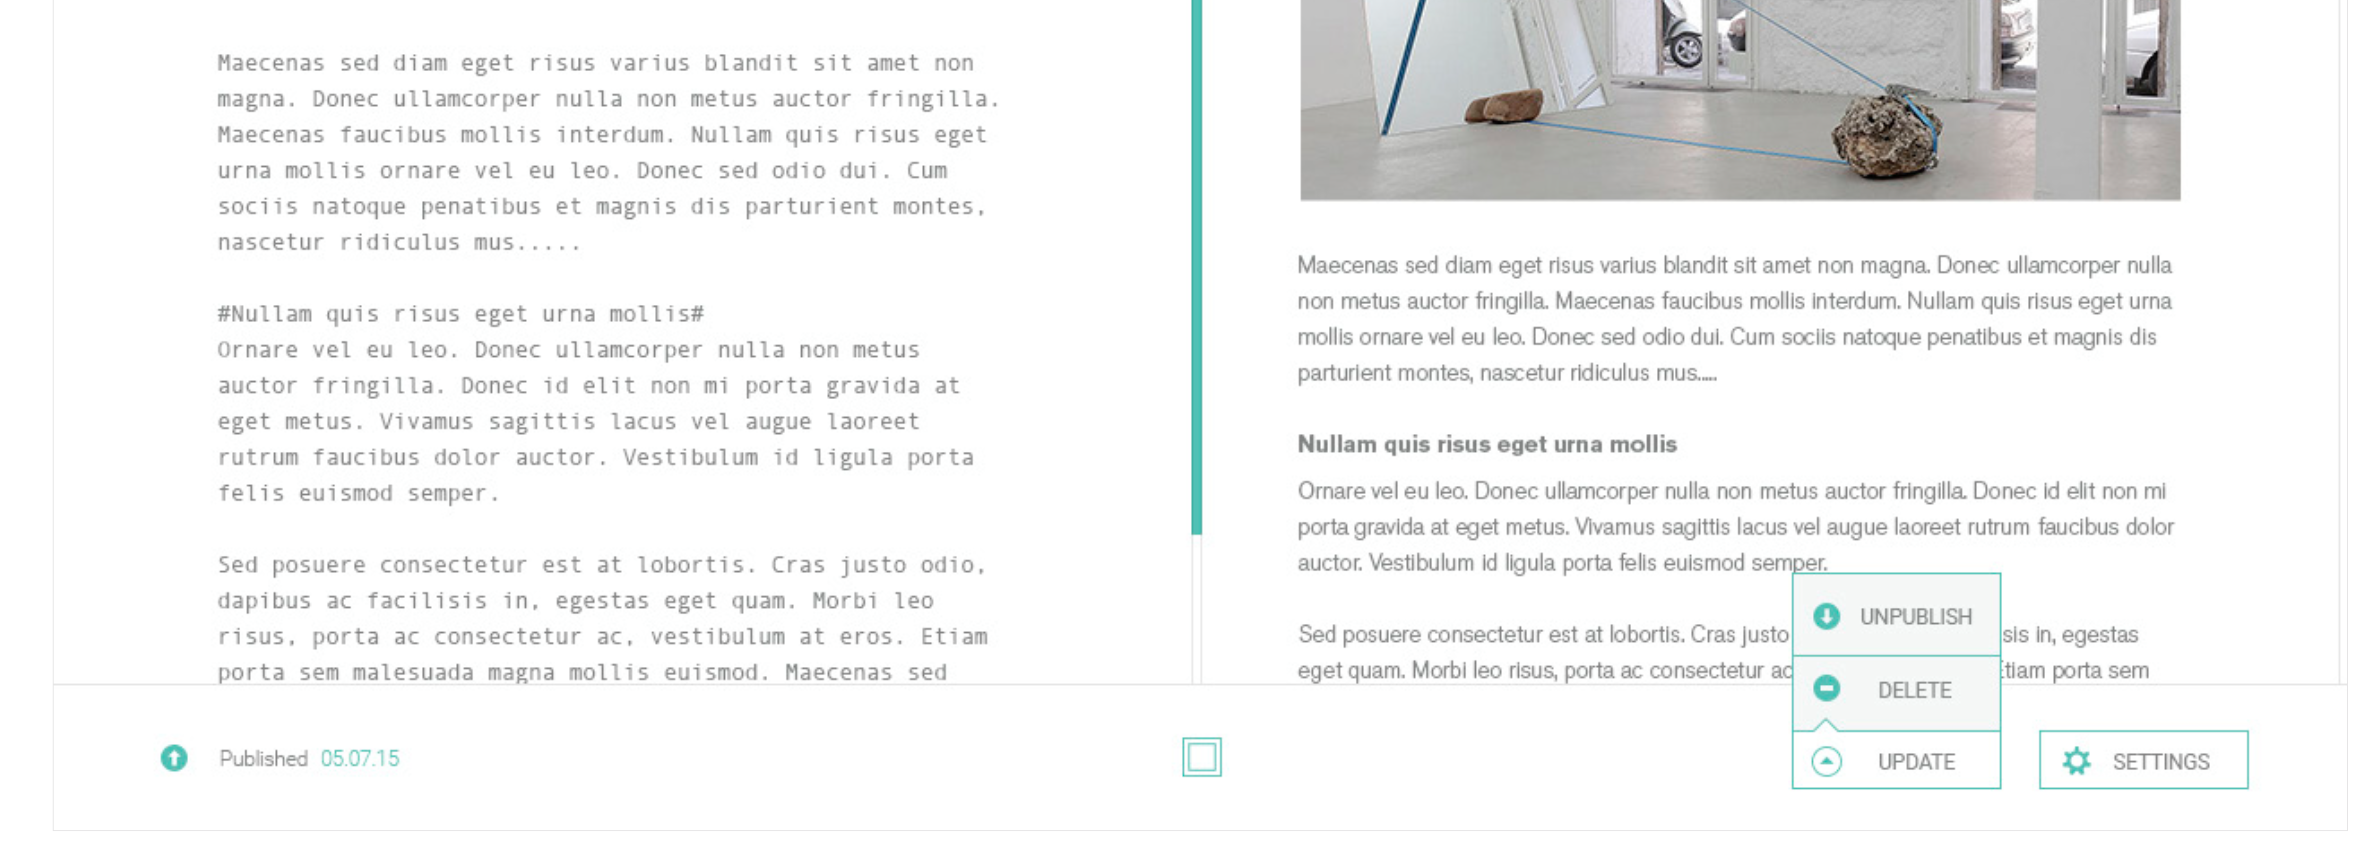 Maecenas sed diam eget risus varius blandit sit amet non
magna. Donec ullamcorper nulla non metus auctor fringilla.
Maecenas faucibus mollis interdum. Nullam quis risus eget
urna mollis ornare vel eu leo. Donec sed odio dui. Cum
sociis natoque penatibus et magnis dis parturient montes,
nascetur ridiculus mus.....
#Nullam quis risus eget urna mollis#
Ornare vel eu leo. Donec ullamcorper nulla non metus
auctor fringilla. Donec id elit non mi porta gravida at
eget metus. Vivamus sagittis lacus vel augue laoreet
rutrum faucibus dolor auctor. Vestibulum id ligula porta
felis euismod semper.
Sed posuere consectetur est at lobortis. Cras justo odio,
dapibus ac facilisis in, egestas eget quam. Morbi leo
risus, porta ac consectetur ac, vestibulum at eros. Etiam
porta sem malesuada magna mollis euismod. Maecenas sed
Maecenas sed diam eget risus varius blandit sit amet non magna. Donec ullamcorper nulla
non metus auctor fringilla. Maecenas faucibus mollis interdum. Nullam quis risus eget urna
mollis ornare vel eu leo. Donec sed odio dui. Cum sociis natoque penatibus et magnis dis
parturient montes, nascetur ridiculus mus.....
Nullam quis risus eget urna mollis
Ornare vel eu leo. Donec ullamcorper nulla non metus auctor fringilla. Donec id elit non mi
porta gravida at eget metus. Vivamus sagittis lacus vel augue laoreet rutrum faucibus dolor
auctor. Vestibulum id ligula porta felis euismod semper.
Sed posuere consectetur est at lobortis. Cras justo sis in, egestas
eget quam. Morbi leo risus, porta ac consectetur ac Etiam porta sem
UNPUBLISH
DELETE
Published 05.07.15
UPDATE
SETTINGS